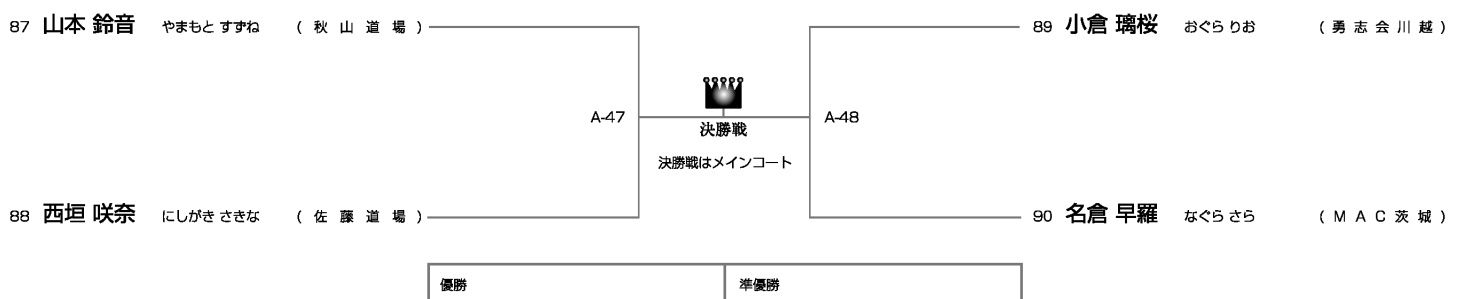 87 山本 鈴音 やまもと すずね (秋山道場)
89 小倉 璃桜 おぐら りお (勇志会川越)
A-47
決勝戦
A-48
決勝戦はメインコート
88 西垣 咲奈 にしがき さきな (佐藤道場)
90 名倉 早羅 なぐら さら (MAC茨城)
優勝
準優勝